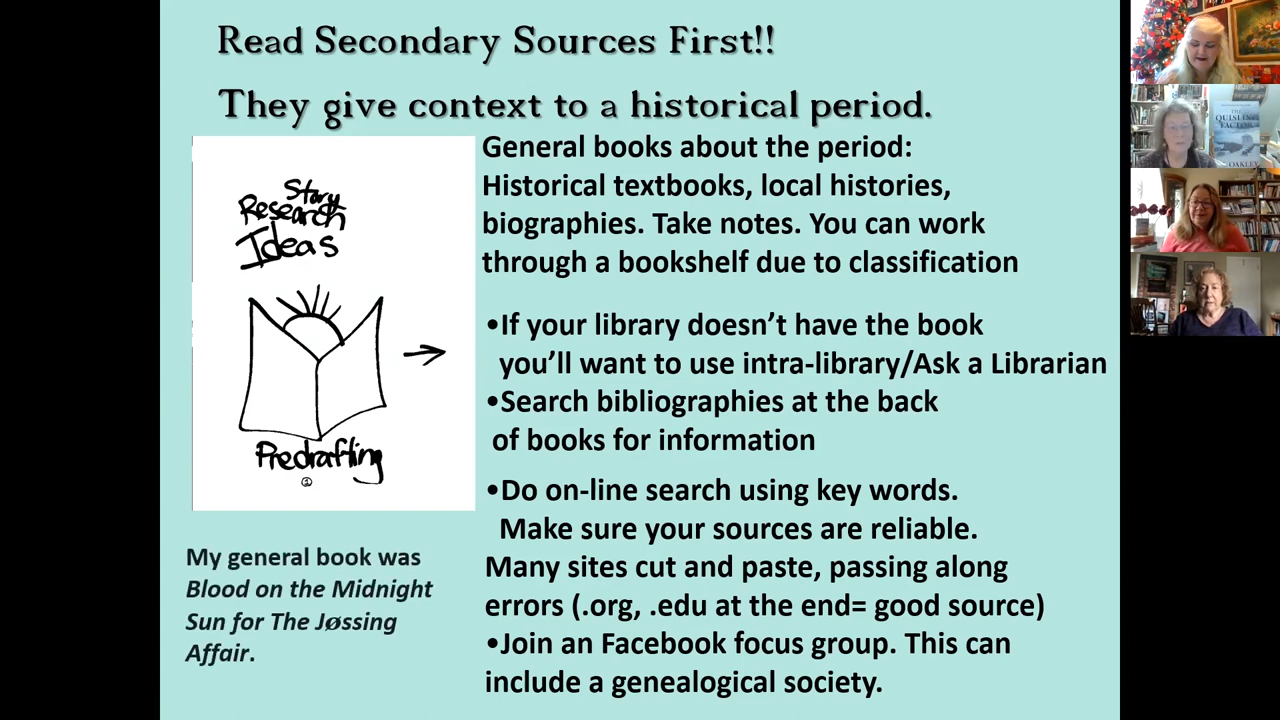 Read Secondary Sources First!!
They give context to a historical period.
Story
Research
Ideas
Predrafting
①
My general book was
Blood on the Midnight
Sun for The Jøssing
Affair.
General books about the period:
Historical textbooks, local histories,
biographies. Take notes. You can work
through a bookshelf due to classification
•If your library doesn’t have the book
you’ll want to use intra-library/Ask a Librarian
•Search bibliographies at the back
of books for information
•Do on-line search using key words.
Make sure your sources are reliable.
Many sites cut and paste, passing along
errors (.org, .edu at the end= good source)
•Join an Facebook focus group. This can
include a genealogical society.
THE
QUISLING
FACTOR
OAKLEY